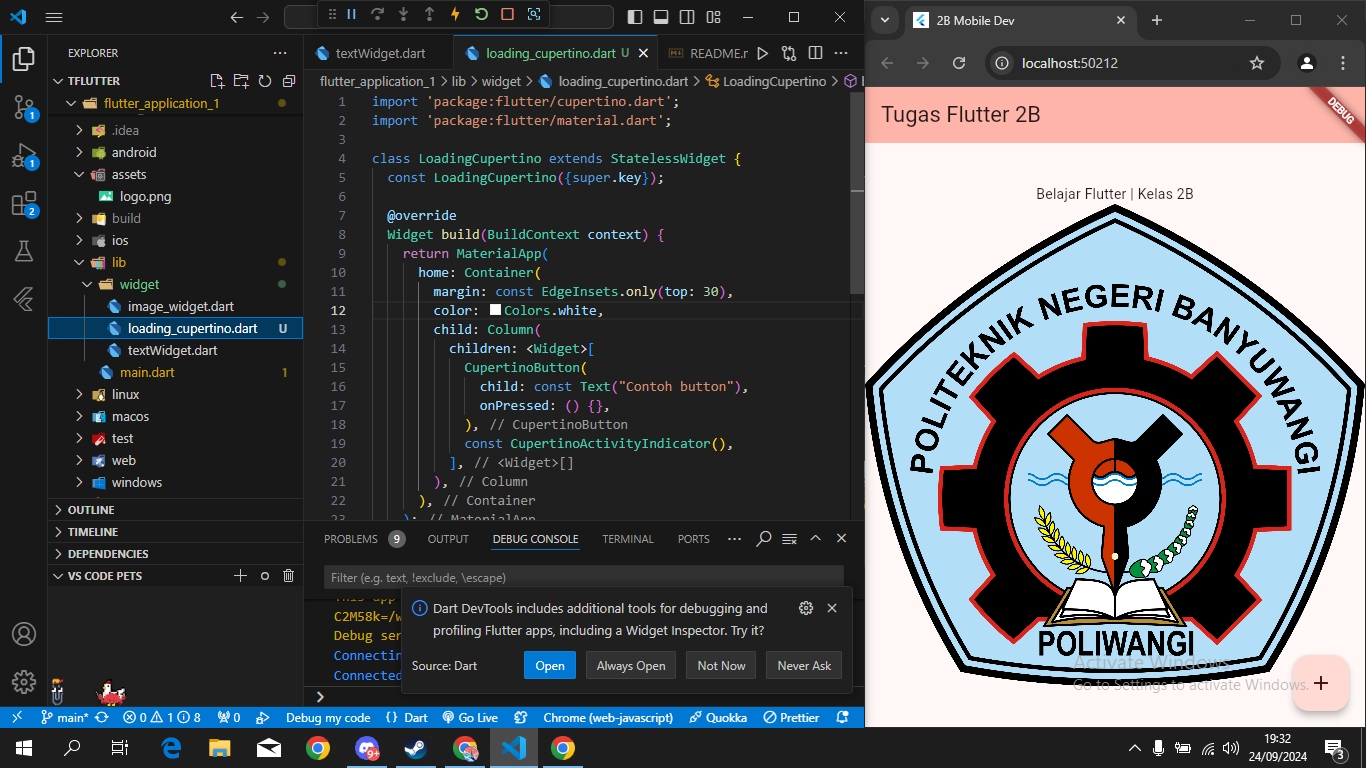 EXPLORER
TFLUTTER
flutter_application_1
.idea
android
assets
logo.png
build
ios
lib
widget
image_widget.dart
loading_cupertino.dart U
textWidget.dart
main.dart 1
linux
macos
test
web
windows
OUTLINE
TIMELINE
DEPENDENCIES
VS CODE PETS
1
1
2
textWidget.dart
loading_cupertino.dart U
README.r
flutter_application_1 > lib > widget > loading_cupertino.dart > LoadingCupertino >
1 import 'package:flutter/cupertino.dart';
2 import 'package:flutter/material.dart';
3
4 class LoadingCupertino extends StatelessWidget {
5 const LoadingCupertino({super.key});
6
7 @override
8 Widget build(BuildContext context) {
9 return MaterialApp(
10 home: Container(
11 margin: const EdgeInsets.only(top: 30),
12 color: Colors.white,
13 child: Column(
14 children: <Widget>[
15 CupertinoButton(
16 child: const Text("Contoh button"),
17 onPressed: () {},
18 ), // CupertinoButton
19 const CupertinoActivityIndicator(),
20 ], // <Widget>[]
21 ), // Column
22 ), // Container
23 ); // MaterialApp
PROBLEMS 9 OUTPUT DEBUG CONSOLE TERMINAL PORTS
Filter (e.g. text, !exclude, \escape)
This app
C2M58k=/w
Debug ser
Connectin
Connected
Dart DevTools includes additional tools for debugging and
profiling Flutter apps, including a Widget Inspector. Try it?
Source: Dart
Open
Always Open
Not Now
Never Ask
main* 0 1 8 0 Debug my code {} Dart Go Live Chrome (web-javascript) Quokka Prettier
2B Mobile Dev
localhost:50212
Tugas Flutter 2B
DEBUG
Belajar Flutter | Kelas 2B
POLITEKNIK NEGERI BANYUWANGI
POLIWANGI
Activate Windows
Go to Settings to activate Windows.
9+
19:32
24/09/2024
3